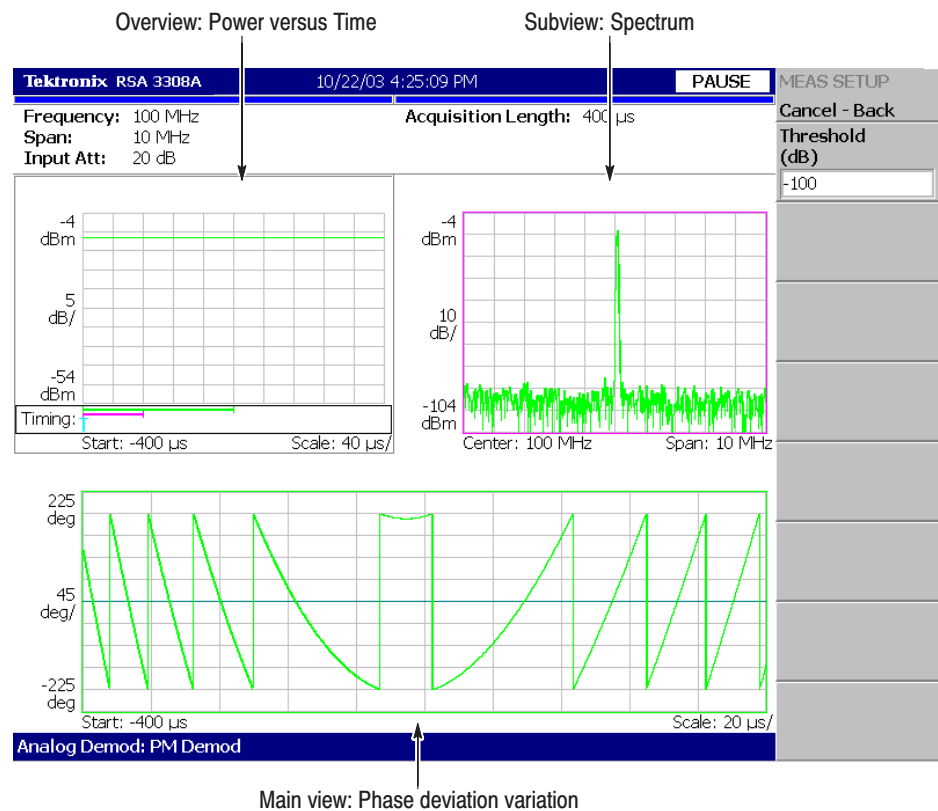 Overview: Power versus Time
Subview: Spectrum
Tektronix RSA 3308A 10/22/03 4:25:09 PM PAUSE
MEAS SETUP
Cancel - Back
Frequency: 100 MHz
Acquisition Length: 400 µs
Span: 10 MHz
Input Att: 20 dB
Threshold
(dB)
-100
-4
dBm
5
dB/
-54
dBm
Timing:
Start: -400 µs
Scale: 40 µs/
-4
dBm
10
dB/
-104
dBm
Center: 100 MHz
Span: 10 MHz
225
deg
45
deg/
-225
deg
Start: -400 µs
Scale: 20 µs/
Analog Demod: PM Demod
Main view: Phase deviation variation